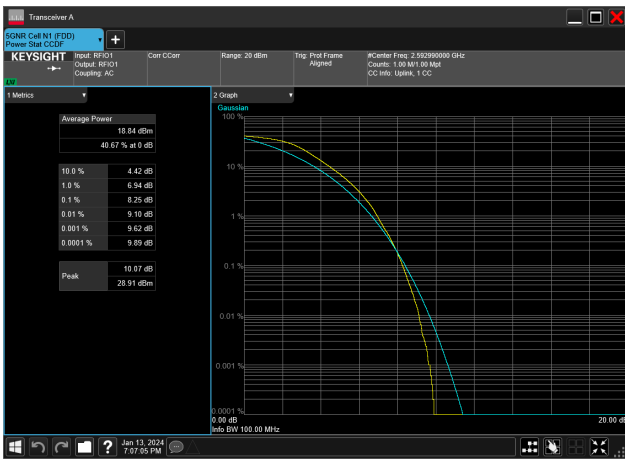 Transceiver A
5GNR Cell N1 (FDD)
Power Stat CCDF
KEYSIGHT
Input: RFIO1
Output: RFIO1
Coupling: AC
Corr CCorr
Range: 20 dBm
Trig: Prot Frame
Aligned
#Center Freq: 2.592990000 GHz
Counts: 1.00 M/1.00 Mpt
CC Info: Uplink, 1 CC
1 Metrics
Average Power
18.84 dBm
40.67 % at 0 dB
10.0 % 4.42 dB
1.0 % 6.94 dB
0.1 % 8.25 dB
0.01 % 9.10 dB
0.001 % 9.62 dB
0.0001 % 9.89 dB
Peak
10.07 dB
28.91 dBm
2 Graph
Gaussian
100 %
10 %
1 %
0.1 %
0.01 %
0.001 %
0.0001 %
0.00 dB
20.00 dB
Info BW 100.00 MHz
Jan 13, 2024
7:07:05 PM